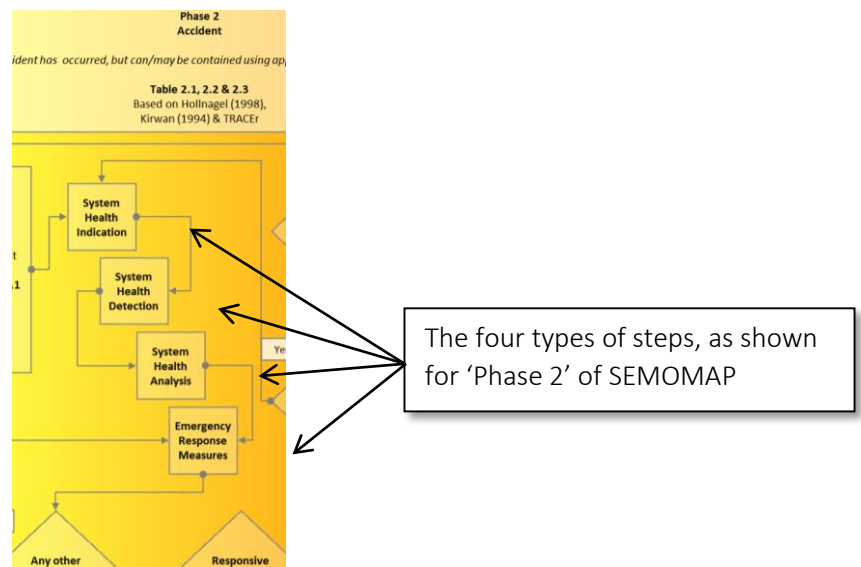 Phase 2
Accident
ident has occurred, but can/may be contained using ap
Table 2.1, 2.2 & 2.3
Based on Hollnagel (1998),
Kirwan (1994) & TRACEr
System
Health
Indication
t
1
System
Health
Detection
The four types of steps, as shown
for ‘Phase 2’ of SEMOMAP
System
Health
Analysis
Yes
Emergency
Response
Measures
Any other
Responsive